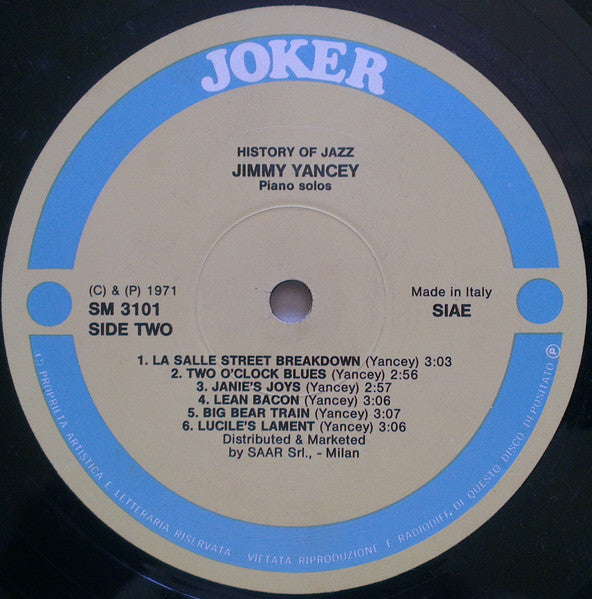 JOKER
HISTORY OF JAZZ
JIMMY YANCEY
Piano solos
(C) & (P) 1971
SM 3101
SIDE TWO
Made in Italy
SIAE
1. LA SALLE STREET BREAKDOWN (Yancey) 3:03
2. TWO O'CLOCK BLUES (Yancey) 2:56
3. JANIE'S JOYS (Yancey) 2:57
4. LEAN BACON (Yancey) 3:06
5. BIG BEAR TRAIN (Yancey) 3:07
6. LUCILE'S LAMENT (Yancey) 3:06
Distributed & Marketed
by SAAR Srl., - Milan
(C) PROPRIETA ARTISTICA E LETTERARIA RISERVATA - VIETATA RIPRODUZIONE E RADIODIFF. DI QUESTO DISCO DEPOSITATO (P)